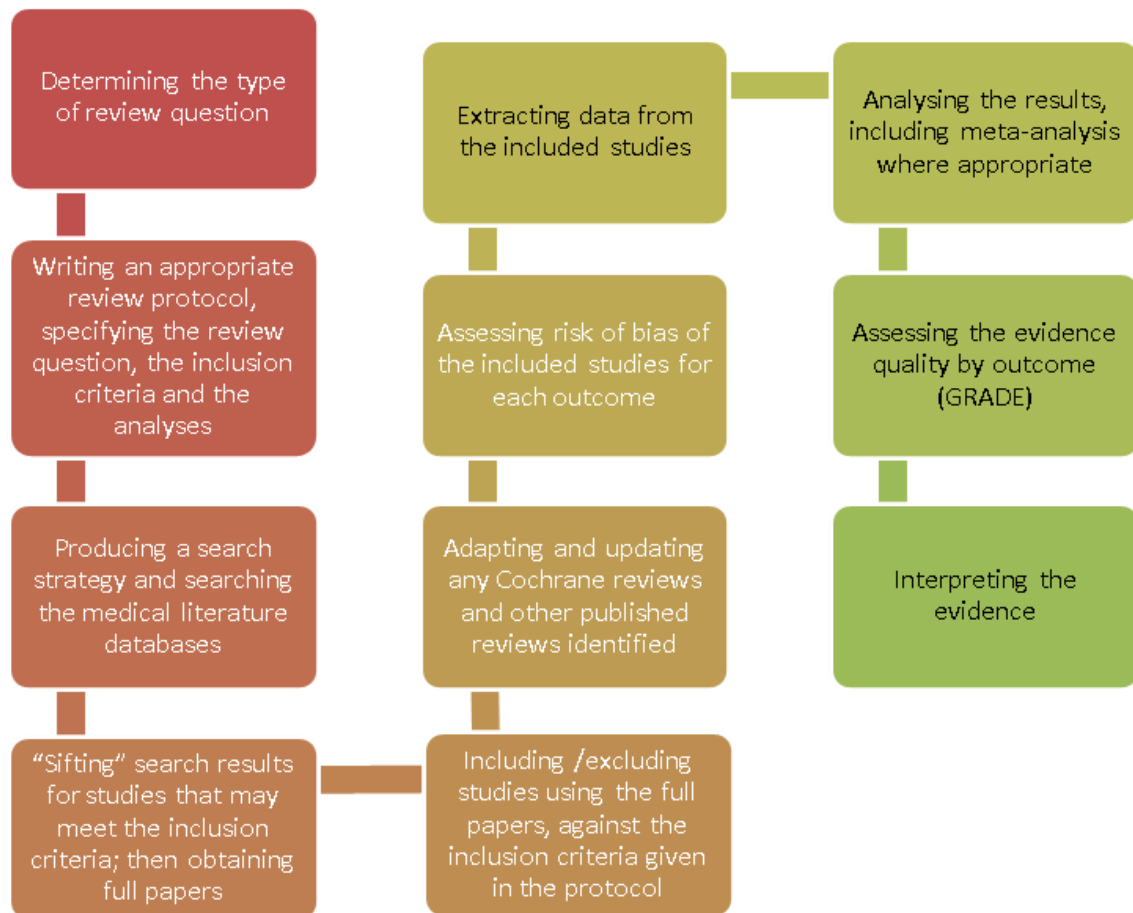 Determining the type
of review question
Writing an appropriate
review protocol,
specifying the review
question, the inclusion
criteria and the
analyses
Producing a search
strategy and searching
the medical literature
databases
“Sifting” search results
for studies that may
meet the inclusion
criteria; then obtaining
full papers
Including /excluding
studies using the full
papers, against the
inclusion criteria given
in the protocol
Adapting and updating
any Cochrane reviews
and other published
reviews identified
Assessing risk of bias of
the included studies for
each outcome
Extracting data from
the included studies
Analysing the results,
including meta-analysis
where appropriate
Assessing the evidence
quality by outcome
(GRADE)
Interpreting the
evidence